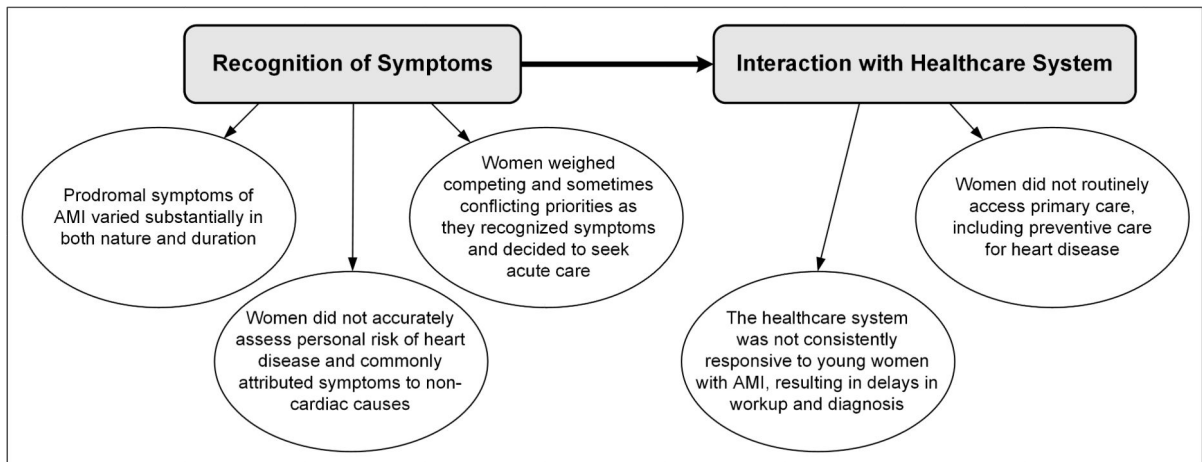 Recognition of Symptoms
Interaction with Healthcare System
Prodromal symptoms of
AMI varied substantially in
both nature and duration
Women did not accurately
assess personal risk of heart
disease and commonly
attributed symptoms to non-
cardiac causes
Women weighed
competing and sometimes
conflicting priorities as
they recognized symptoms
and decided to seek
acute care
The healthcare system
was not consistently
responsive to young women
with AMI, resulting in delays in
workup and diagnosis
Women did not routinely
access primary care,
including preventive care
for heart disease